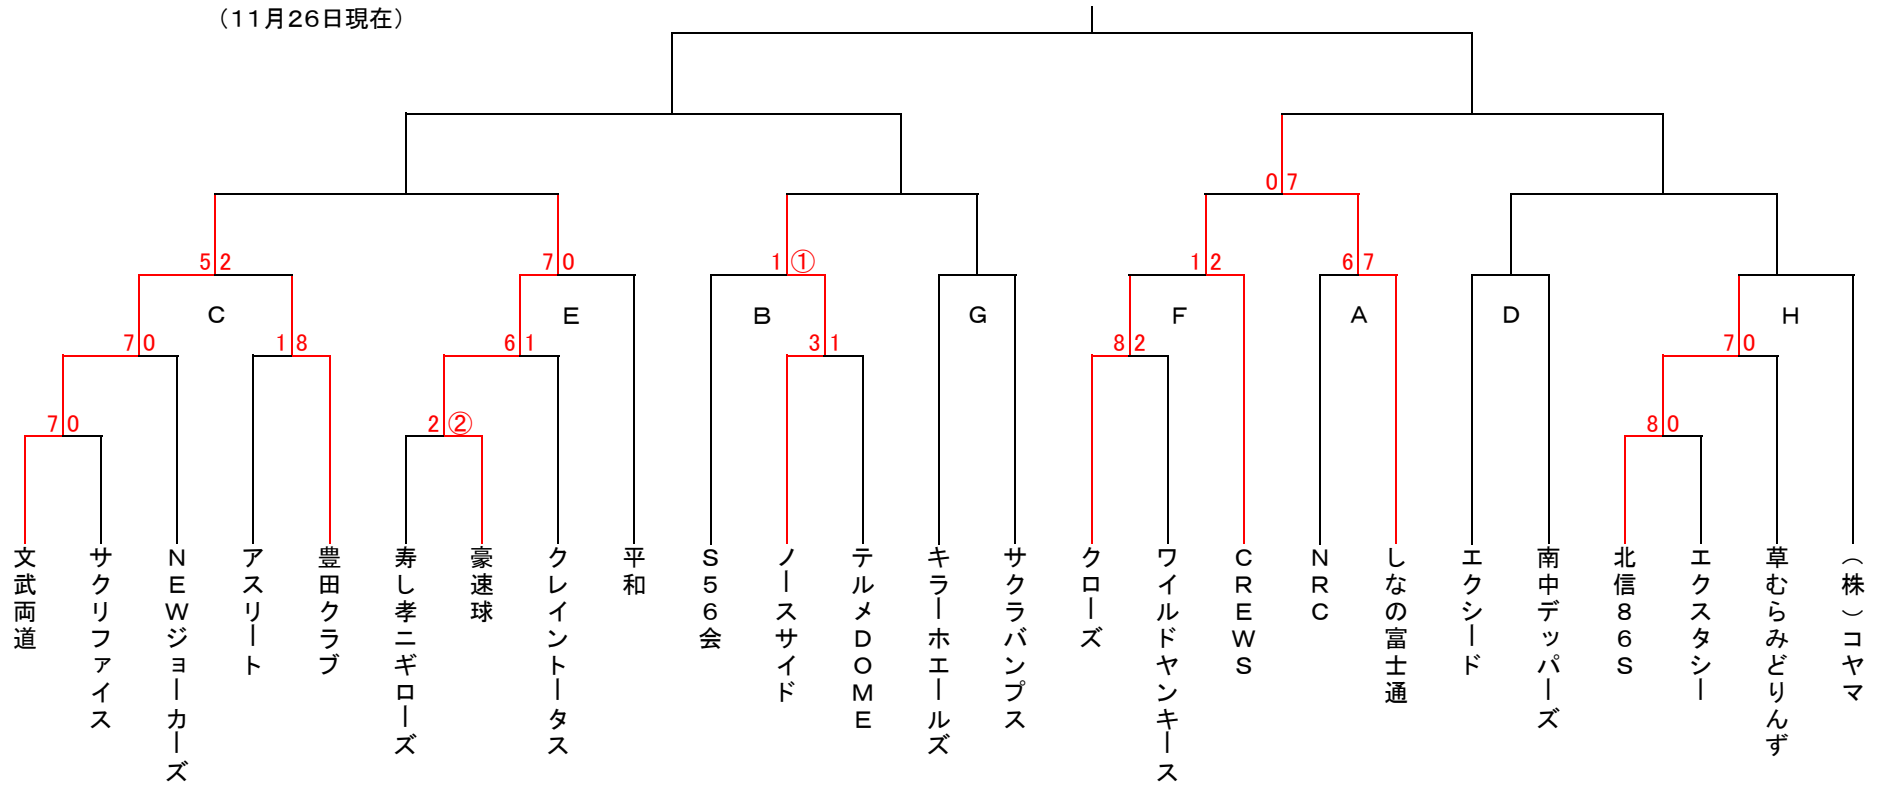 （１１月２６日現在）
0 7
5 2
7 0
1 ①
1 2
6 7
C
E
B
G
F
A
D
H
7 0
1 8
6 1
3 1
8 2
7 0
7 0
2 ②
8 0
文武両道
サクリファイス
ＮＥＷジョーカーズ
アスリート
豊田クラブ
寿し孝ニギローズ
豪速球
クレイントータス
平和
Ｓ５６会
ノースサイド
テルメＤＯＭＥ
キラーホエールズ
サクラバンプス
クローズ
ワイルドヤンキース
ＣＲＥＷＳ
ＮＲＣ
しなの富士通
エクシード
南中デッパーズ
北信８６Ｓ
エクスタシー
草むらみどりんず
（株）コヤマ